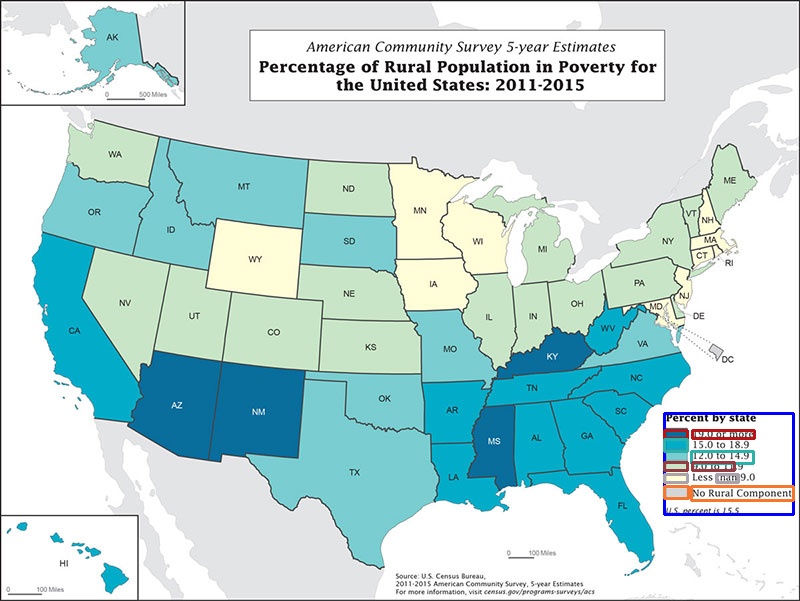 AK
500 Miles
American Community Survey 5-year Estimates
Percentage of Rural Population in Poverty for
the United States: 2011-2015
WA
MT
ND
MN
ME
OR
ID
SD
WI
MI
VT
NH
NY
MA
CT
RI
WY
IA
NE
PA
NJ
NV
UT
CO
IL
IN
OH
MD
DE
CA
KS
MO
KY
WV
VA
DC
AZ
NM
OK
AR
TN
NC
SC
MS
AL
GA
TX
LA
FL
Percent by state
19.0 or more
15.0 to 18.9
12.0 to 14.9
9.0 to 11.9
Less than 9.0
No Rural Component
U.S. percent is 15.5
HI
0 100 Miles
0 100 Miles
Source: U.S. Census Bureau,
2011-2015 American Community Survey, 5-year Estimates
For more information, visit census.gov/programs-surveys/acs